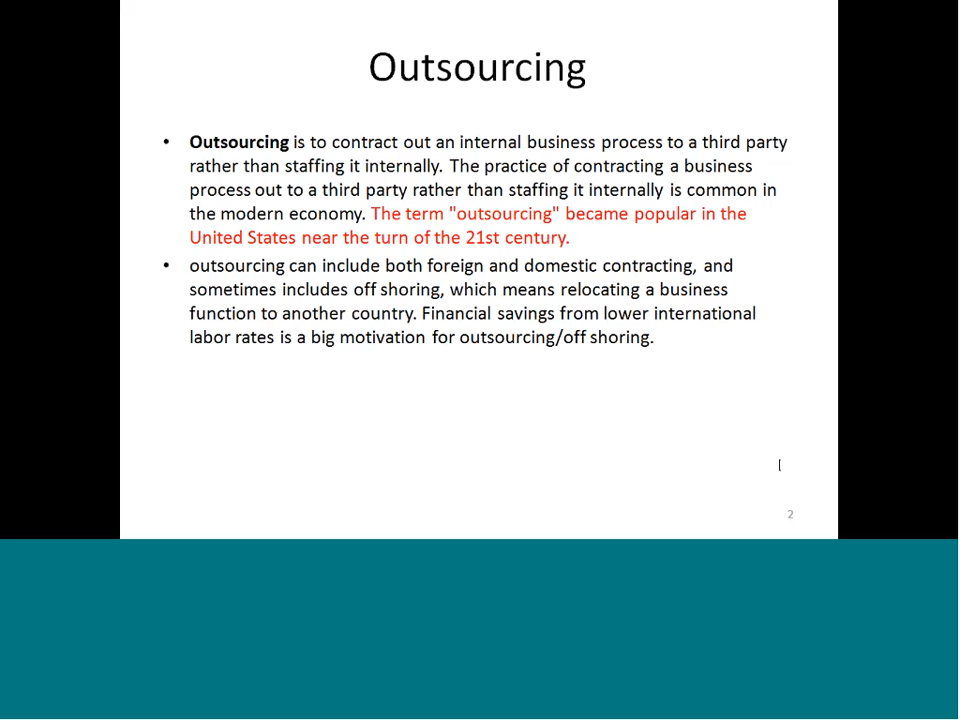 Outsourcing
• Outsourcing is to contract out an internal business process to a third party
rather than staffing it internally. The practice of contracting a business
process out to a third party rather than staffing it internally is common in
the modern economy. The term "outsourcing" became popular in the
United States near the turn of the 21st century.
• outsourcing can include both foreign and domestic contracting, and
sometimes includes off shoring, which means relocating a business
function to another country. Financial savings from lower international
labor rates is a big motivation for outsourcing/off shoring.
2